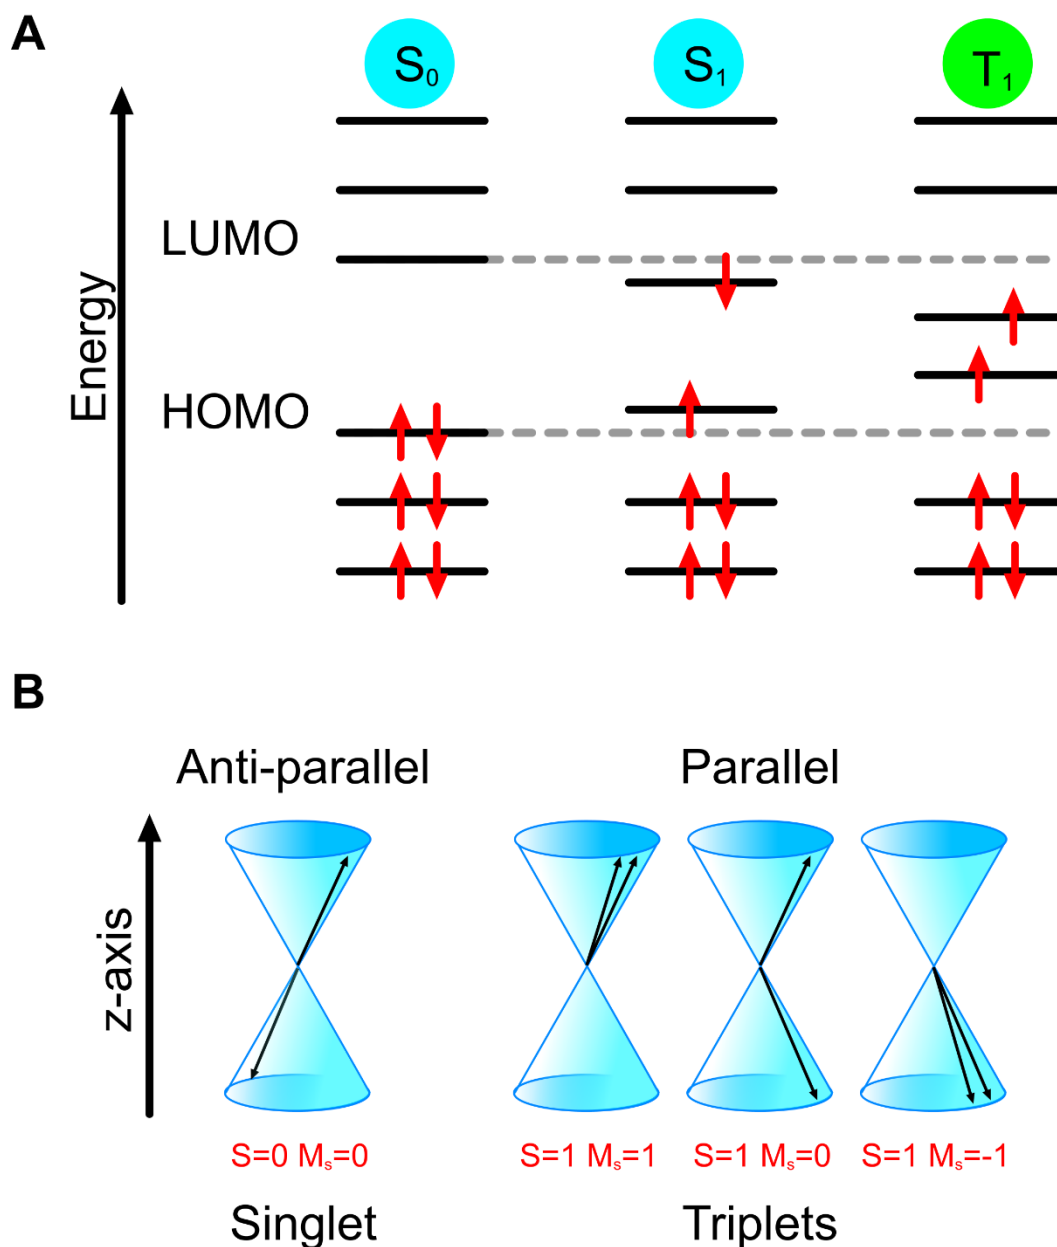 A
S₀ S₁ T₁
LUMO
HOMO
Energy
B
Anti-parallel Parallel
z-axis
S=0 Mₛ=0 S=1 Mₛ=1 S=1 Mₛ=0 S=1 Mₛ=-1
Singlet Triplets